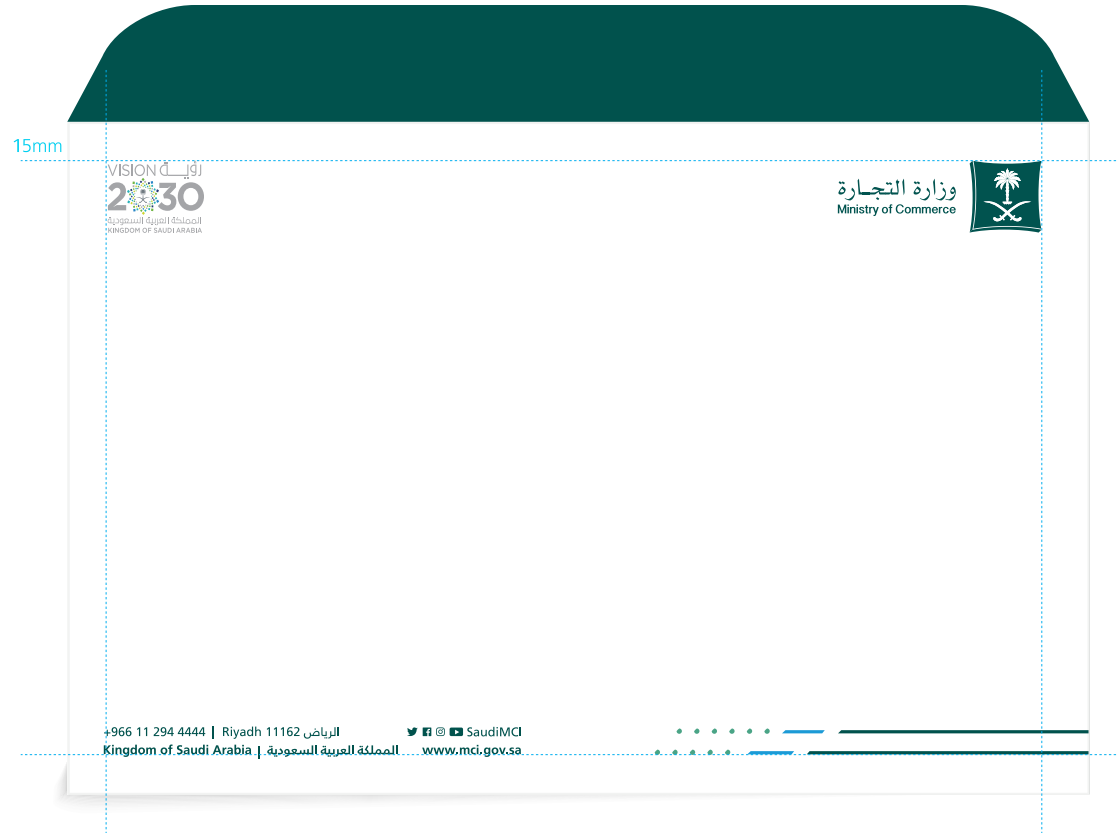 15mm
VISION رؤيــة
2030
المملكة العربية السعودية
KINGDOM OF SAUDI ARABIA
وزارة التجـارة
Ministry of Commerce
+966 11 294 4444 | Riyadh 11162 الرياض
Kingdom of Saudi Arabia | المملكة العربية السعودية
SaudiMCI
www.mci.gov.sa